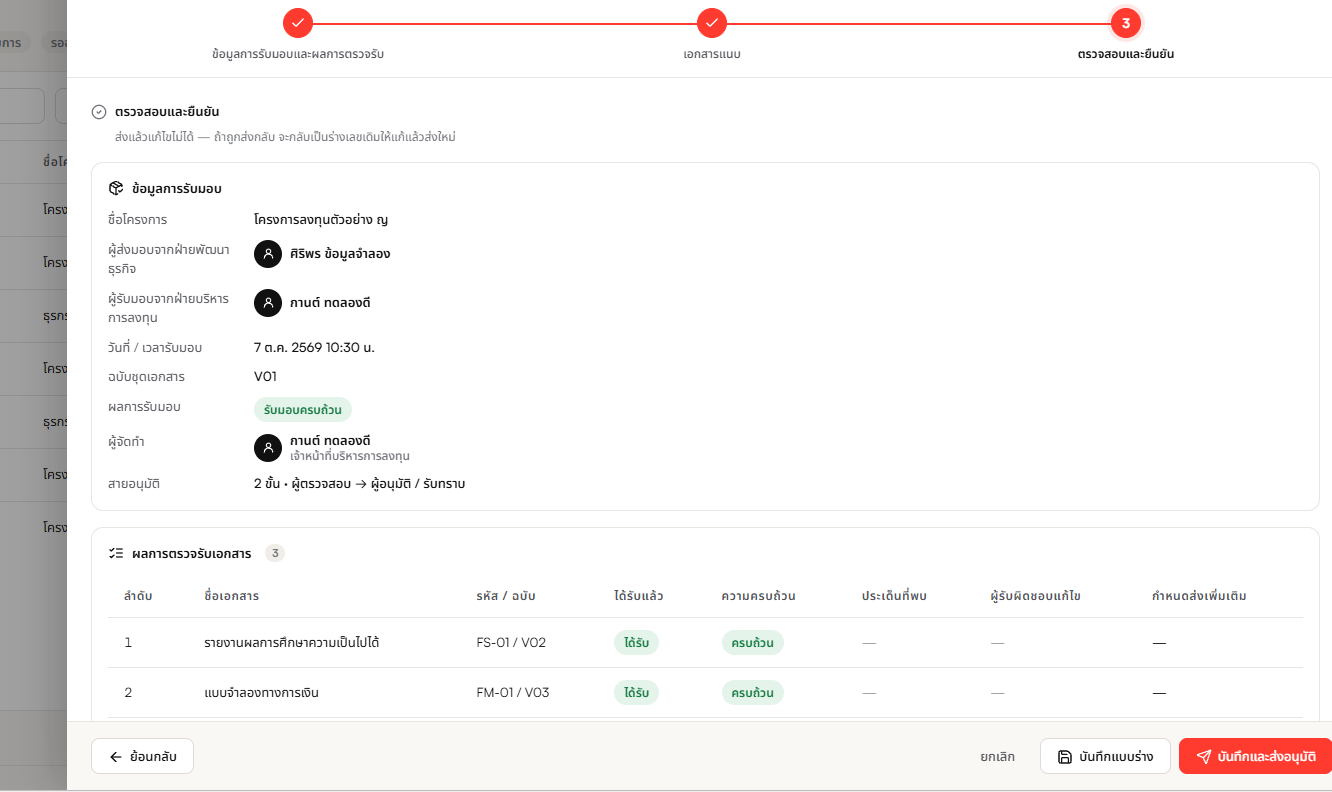 3
ข้อมูลการรับมอบและผลการตรวจรับ
เอกสารแนบ
ตรวจสอบและยืนยัน
ตรวจสอบและยืนยัน
ส่งแล้วแก้ไขไม่ได้ — ถ้าถูกส่งกลับ จะกลับเป็นร่างเลขเดิมให้แก้แล้วส่งใหม่
ข้อมูลการรับมอบ
ชื่อโครงการ โครงการลงทุนตัวอย่าง ญ
ผู้ส่งมอบจากฝ่ายพัฒนา
ธุรกิจ
ศิริพร ข้อมูลจำลอง
ผู้รับมอบจากฝ่ายบริหาร
การลงทุน
กานต์ ทดลองดี
วันที่ / เวลารับมอบ 7 ต.ค. 2569 10:30 น.
ฉบับชุดเอกสาร V01
ผลการรับมอบ รับมอบครบถ้วน
ผู้จัดทำ กานต์ ทดลองดี
เจ้าหน้าที่บริหารการลงทุน
สายอนุมัติ 2 ขั้น • ผู้ตรวจสอบ → ผู้อนุมัติ / รับทราบ
ผลการตรวจรับเอกสาร 3
ลำดับ ชื่อเอกสาร รหัส / ฉบับ ได้รับแล้ว ความครบถ้วน ประเด็นที่พบ ผู้รับผิดชอบแก้ไข กำหนดส่งเพิ่มเติม
1 รายงานผลการศึกษาความเป็นไปได้ FS-01 / V02 ได้รับ ครบถ้วน — — —
2 แบบจำลองทางการเงิน FM-01 / V03 ได้รับ ครบถ้วน — — —
ย้อนกลับ ยกเลิก บันทึกแบบร่าง บันทึกและส่งอนุมัติ